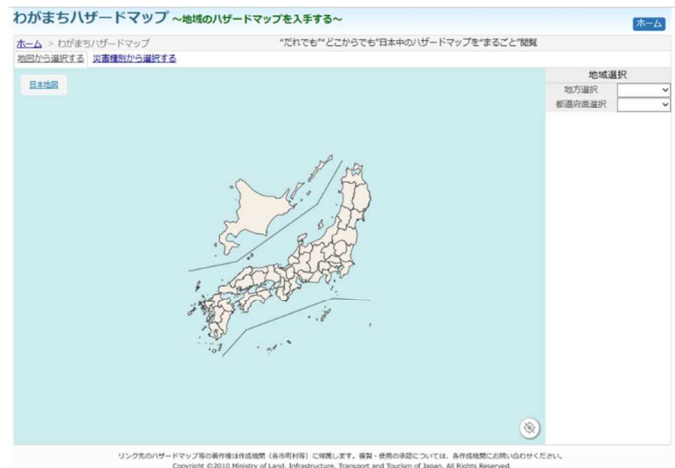 わがまちハザードマップ ～地域のハザードマップを入手する～
ホーム
ホーム > わがまちハザードマップ
"だれでも""どこからでも"日本中のハザードマップを"まるごと"閲覧
地図から選択する 災害種別から選択する
日本地図
地域選択
地方選択
都道府県選択
リンク先のハザードマップ等の著作権は作成機関（各市町村等）に帰属します。複製・使用の承認については、各作成機関にお問い合わせください。
Copyright ©2010 Ministry of Land, Infrastructure, Transport and Tourism of Japan. All Rights Reserved.